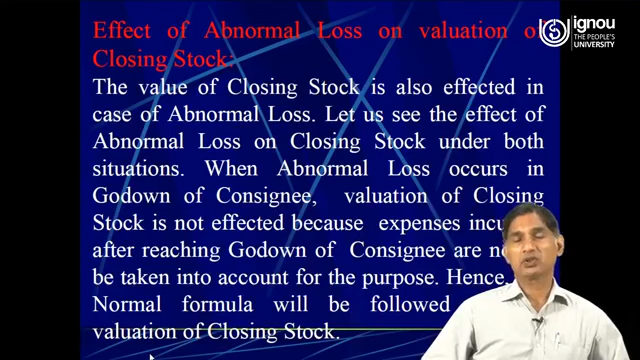 Effect of Abnormal Loss on valuation of
Closing Stock:
The value of Closing Stock is also effected in
case of Abnormal Loss. Let us see the effect of
Abnormal Loss on Closing Stock under both
situations. When Abnormal Loss occurs in
Godown of Consignee, valuation of Closing
Stock is not effected because expenses incu
after reaching Godown of Consignee are no
be taken into account for the purpose. Hence,
Normal formula will be followed
valuation of Closing Stock.
ignou
THE PEOPLE'S
UNIVERSITY